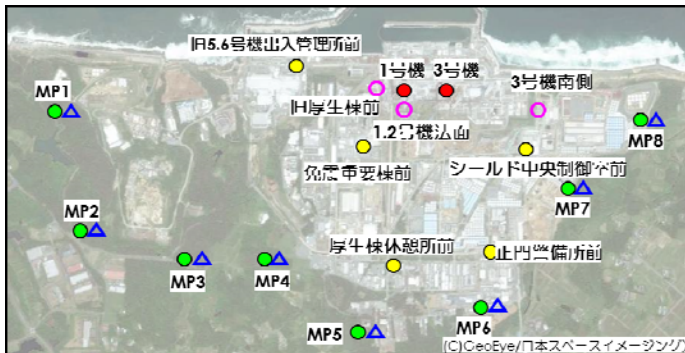 旧5.6号機出入管理所前
1号機 3号機
3号機南側
MP1
旧厚生棟前
1.2号機法面
MP8
免震重要棟前
シールド中央制御室前
MP7
MP2
厚生棟休憩所前
正門警備所前
MP3
MP4
MP6
MP5
(C)GeoEye/日本スペースイメージング